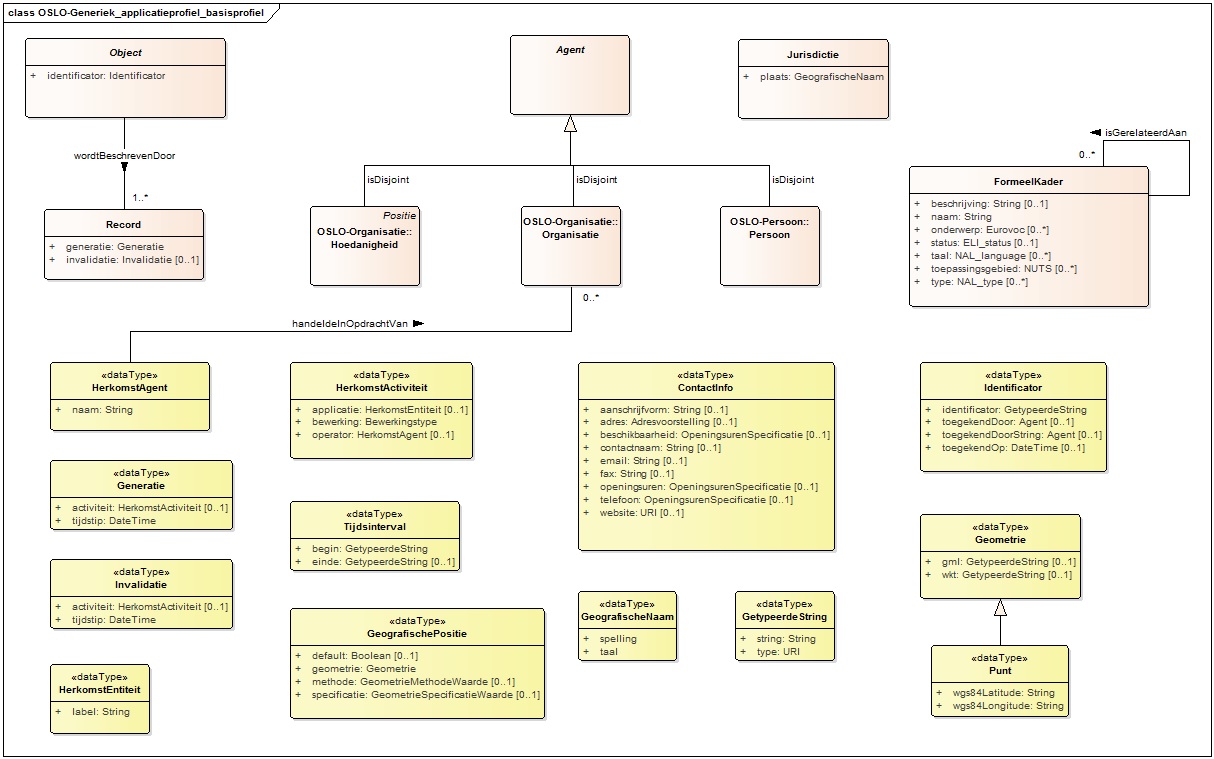 class OSLO-Generiek_applicatieprofiel_basisprofiel
Object
+ identificator: Identificator
wordtBeschrevenDoor
1..*
Record
+ generatie: Generatie
+ invalidatie: Invalidatie [0..1]
Agent
isDisjoint
isDisjoint
isDisjoint
Positie
OSLO-Organisatie::
Hoedanigheid
OSLO-Organisatie::
Organisatie
OSLO-Persoon::
Persoon
0..*
handeldeInOpdrachtVan
Jurisdictie
+ plaats: GeografischeNaam
isGerelateerdAan
0..*
FormeelKader
+ beschrijving: String [0..1]
+ naam: String
+ onderwerp: Eurovoc [0..*]
+ status: ELI_status [0..1]
+ taal: NAL_language [0..*]
+ toepassingsgebied: NUTS [0..*]
+ type: NAL_type [0..*]
«dataType»
HerkomstAgent
+ naam: String
«dataType»
Generatie
+ activiteit: HerkomstActiviteit [0..1]
+ tijdstip: DateTime
«dataType»
Invalidatie
+ activiteit: HerkomstActiviteit [0..1]
+ tijdstip: DateTime
«dataType»
HerkomstEntiteit
+ label: String
«dataType»
HerkomstActiviteit
+ applicatie: HerkomstEntiteit [0..1]
+ bewerking: Bewerkingstype
+ operator: HerkomstAgent [0..1]
«dataType»
Tijdsinterval
+ begin: GetypeerdeString
+ einde: GetypeerdeString [0..1]
«dataType»
GeografischePositie
+ default: Boolean [0..1]
+ geometrie: Geometrie
+ methode: GeometrieMethodeWaarde [0..1]
+ specificatie: GeometrieSpecificatieWaarde [0..1]
«dataType»
ContactInfo
+ aanschrijfvorm: String [0..1]
+ adres: Adresvoorstelling [0..1]
+ beschikbaarheid: OpeningsurenSpecificatie [0..1]
+ contactnaam: String [0..1]
+ email: String [0..1]
+ fax: String [0..1]
+ openingsuren: OpeningsurenSpecificatie [0..1]
+ telefoon: OpeningsurenSpecificatie [0..1]
+ website: URI [0..1]
«dataType»
GeografischeNaam
+ spelling
+ taal
«dataType»
GetypeerdeString
+ string: String
+ type: URI
«dataType»
Identificator
+ identificator: GetypeerdeString
+ toegekendDoor: Agent [0..1]
+ toegekendDoorString: Agent [0..1]
+ toegekendOp: DateTime [0..1]
«dataType»
Geometrie
+ gml: GetypeerdeString [0..1]
+ wkt: GetypeerdeString [0..1]
«dataType»
Punt
+ wgs84Latitude: String
+ wgs84Longitude: String